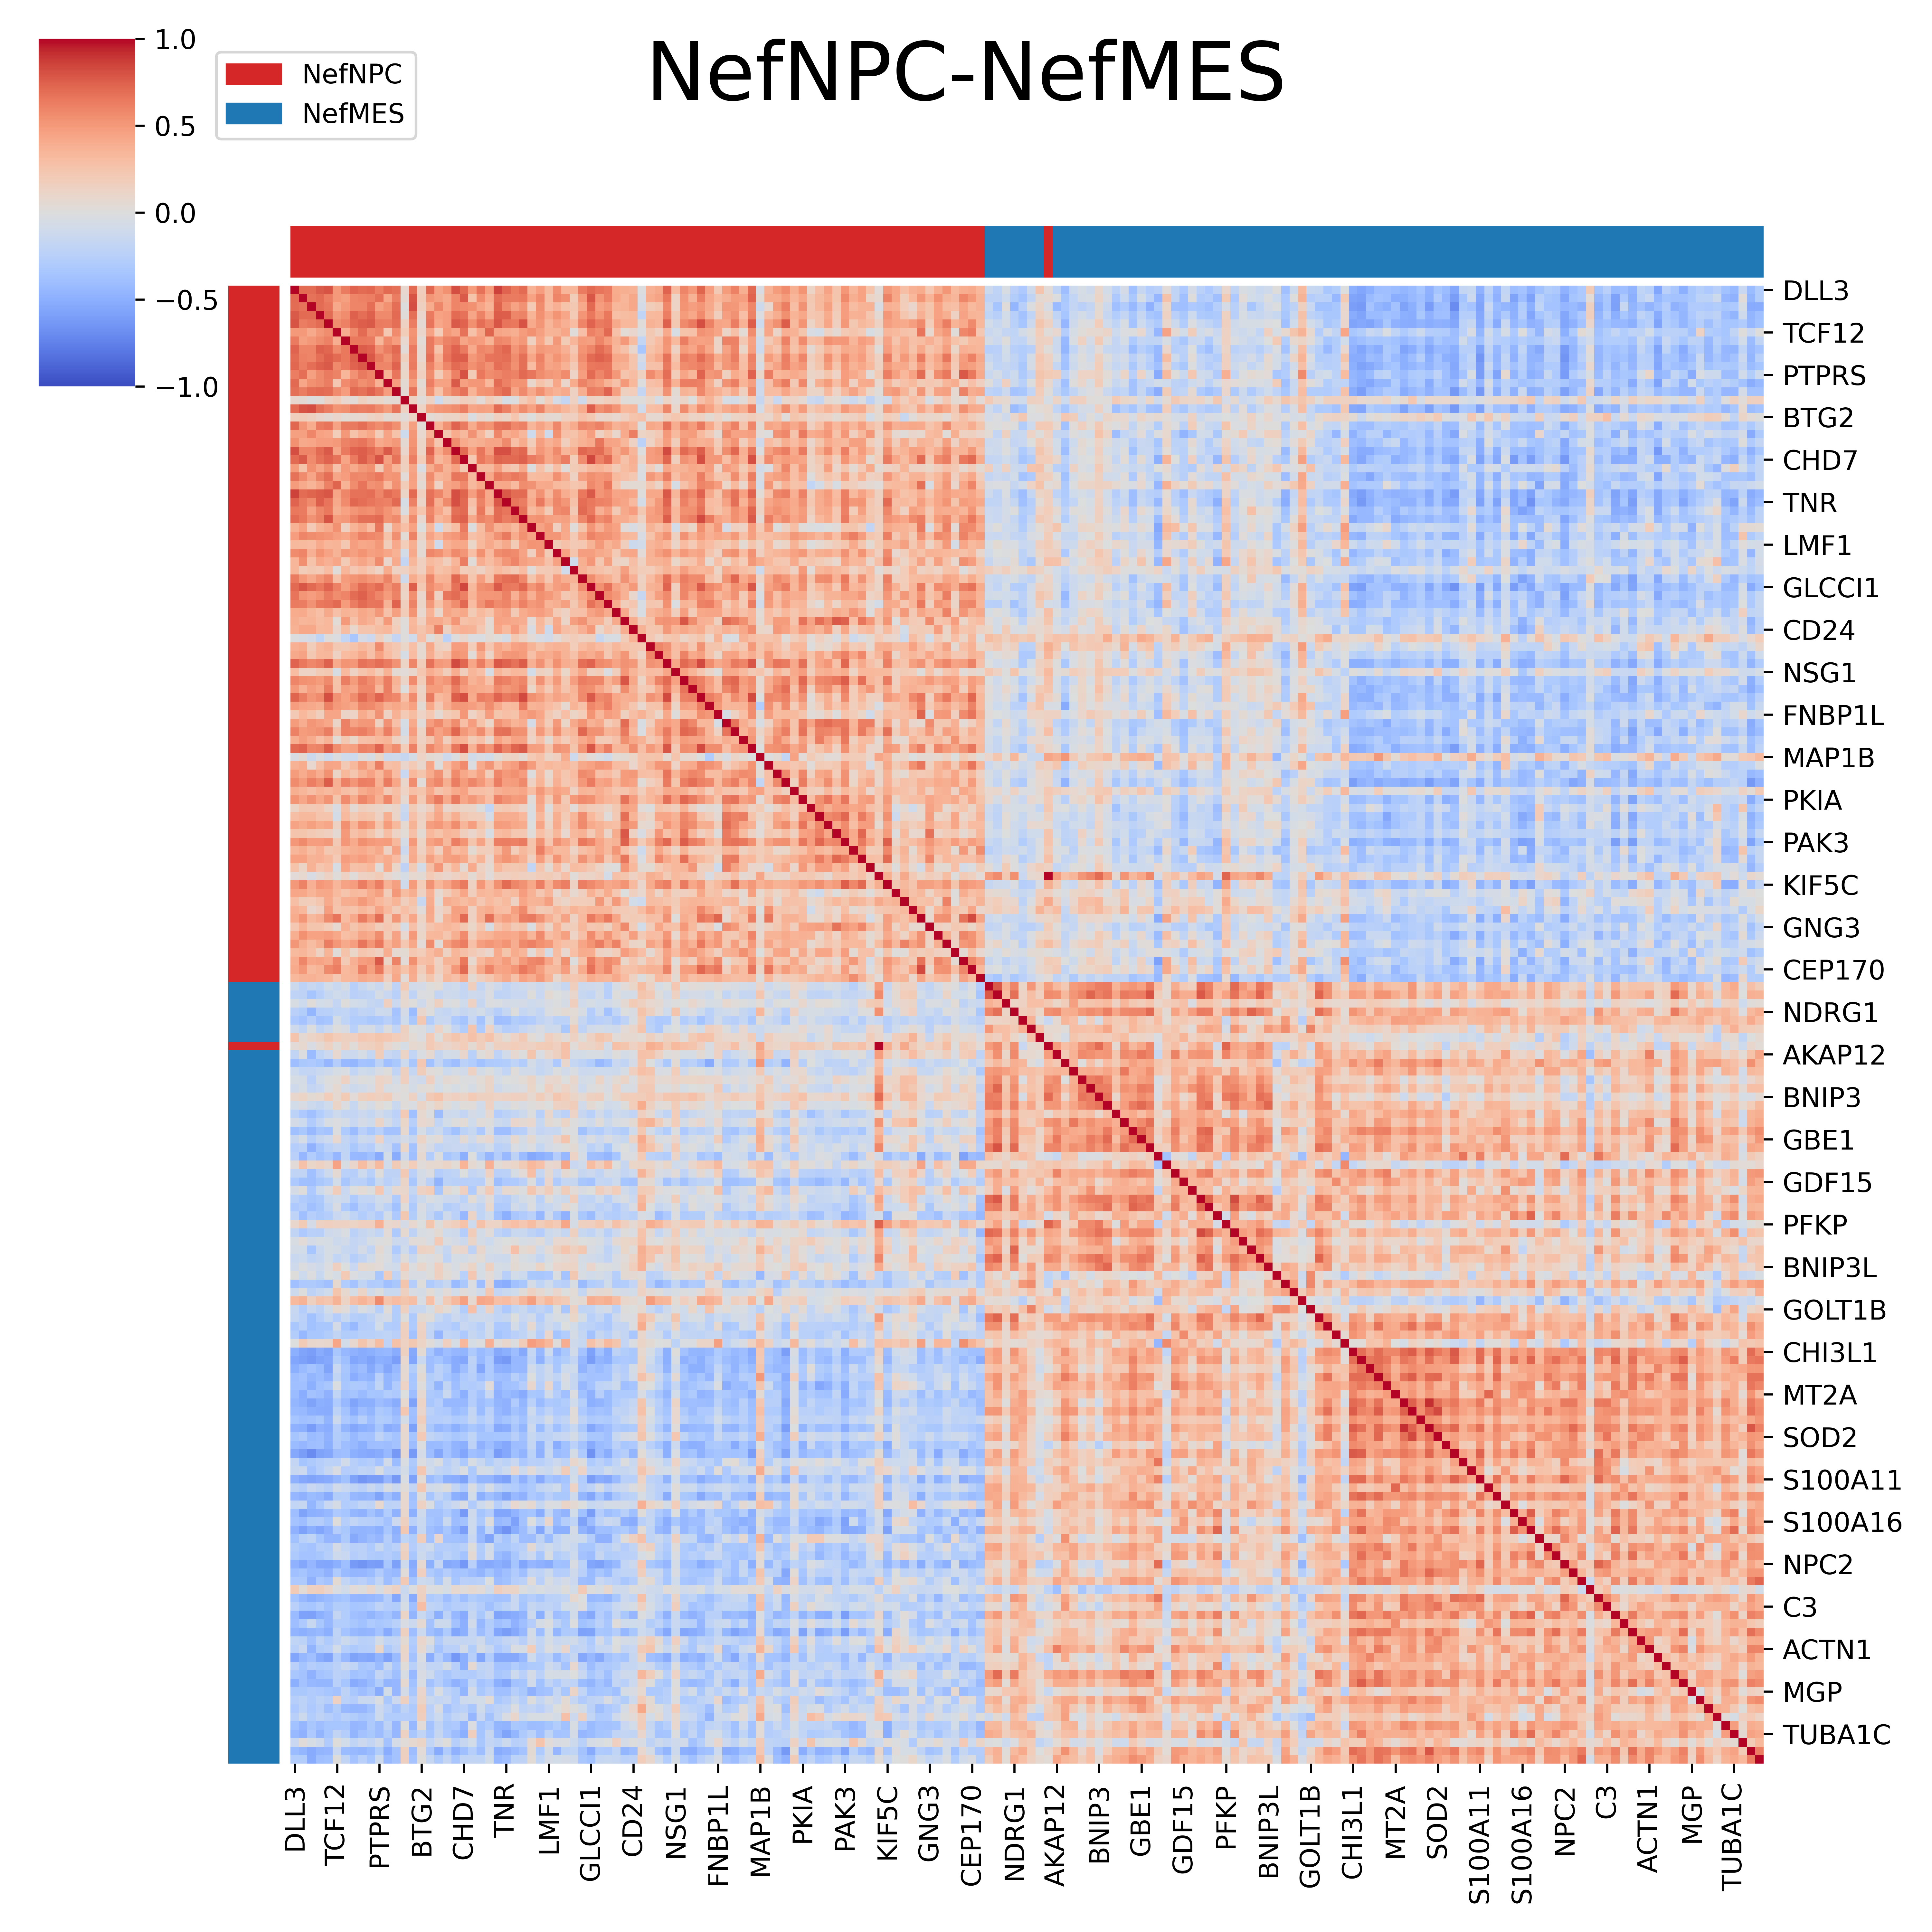 NefNPC-NefMES
1.0
0.5
0.0
−0.5
−1.0
NefNPC
NefMES
DLL3
TCF12
PTPRS
BTG2
CHD7
TNR
LMF1
GLCCI1
CD24
NSG1
FNBP1L
MAP1B
PKIA
PAK3
KIF5C
GNG3
CEP170
NDRG1
AKAP12
BNIP3
GBE1
GDF15
PFKP
BNIP3L
GOLT1B
CHI3L1
MT2A
SOD2
S100A11
S100A16
NPC2
C3
ACTN1
MGP
TUBA1C
DLL3
TCF12
PTPRS
BTG2
CHD7
TNR
LMF1
GLCCI1
CD24
NSG1
FNBP1L
MAP1B
PKIA
PAK3
KIF5C
GNG3
CEP170
NDRG1
AKAP12
BNIP3
GBE1
GDF15
PFKP
BNIP3L
GOLT1B
CHI3L1
MT2A
SOD2
S100A11
S100A16
NPC2
C3
ACTN1
MGP
TUBA1C